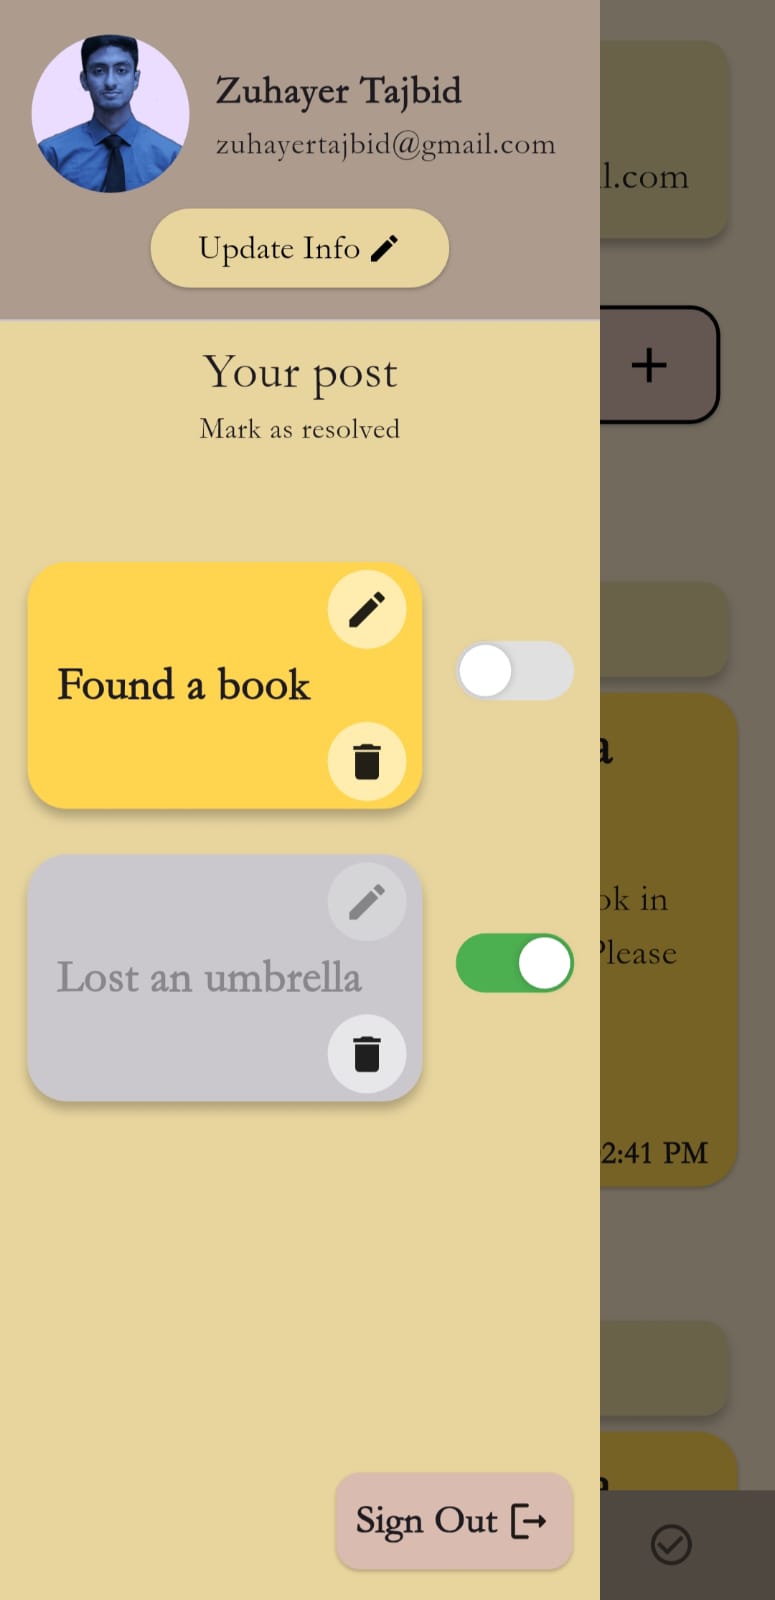 Zuhayer Tajbid
zuhayertajbid@gmail.com
l.com
Update Info
Your post
Mark as resolved
Found a book
Lost an umbrella
ok in
Please
2:41 PM
Sign Out